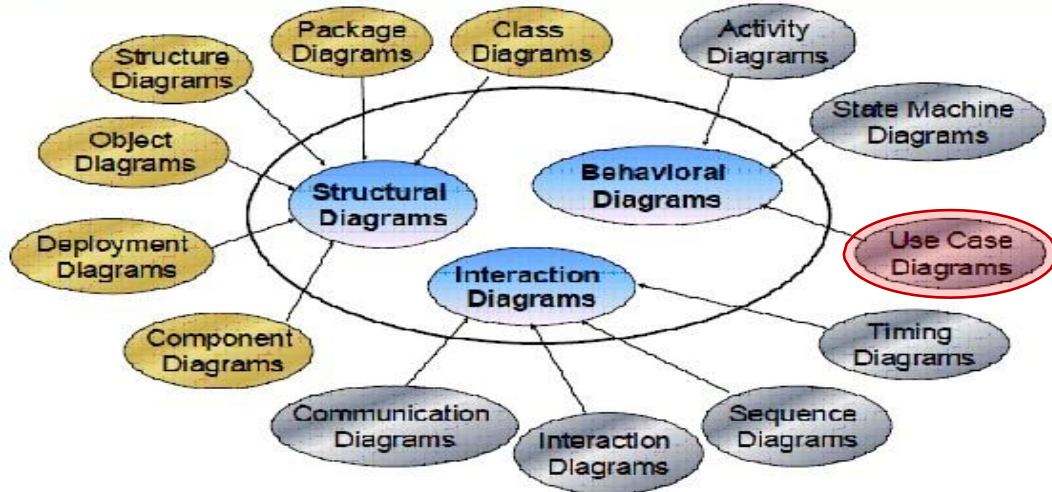 Package
Diagrams
Class
Diagrams
Activity
Diagrams
Structure
Diagrams
State Machine
Diagrams
Object
Diagrams
Structural
Diagrams
Behavioral
Diagrams
Deployment
Diagrams
Use Case
Diagrams
Interaction
Diagrams
Component
Diagrams
Timing
Diagrams
Communication
Diagrams
Interaction
Diagrams
Sequence
Diagrams